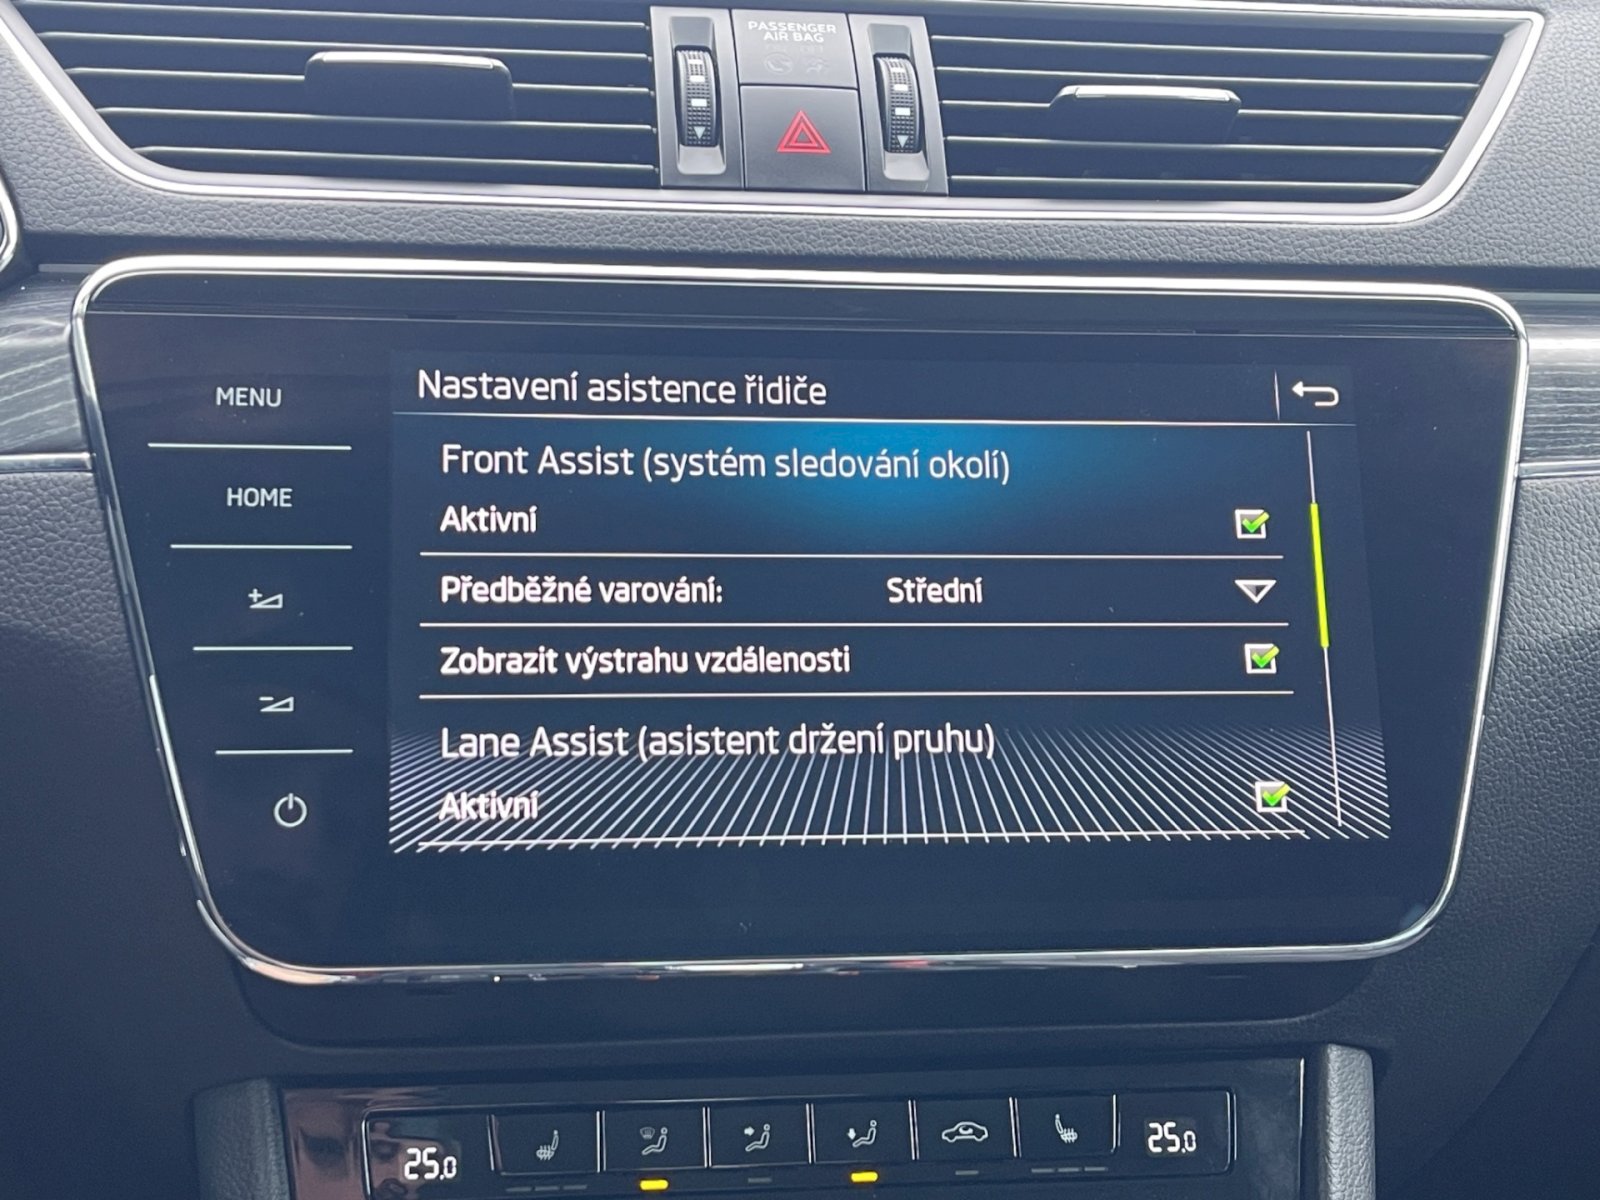 PASSENGER
AIR BAG
MENU
HOME
Nastavení asistence řidiče
Front Assist (systém sledování okolí)
Aktivní
Předběžné varování: Střední
Zobrazit výstrahu vzdálenosti
Lane Assist (asistent držení pruhu)
Aktivní
25.0
25.0